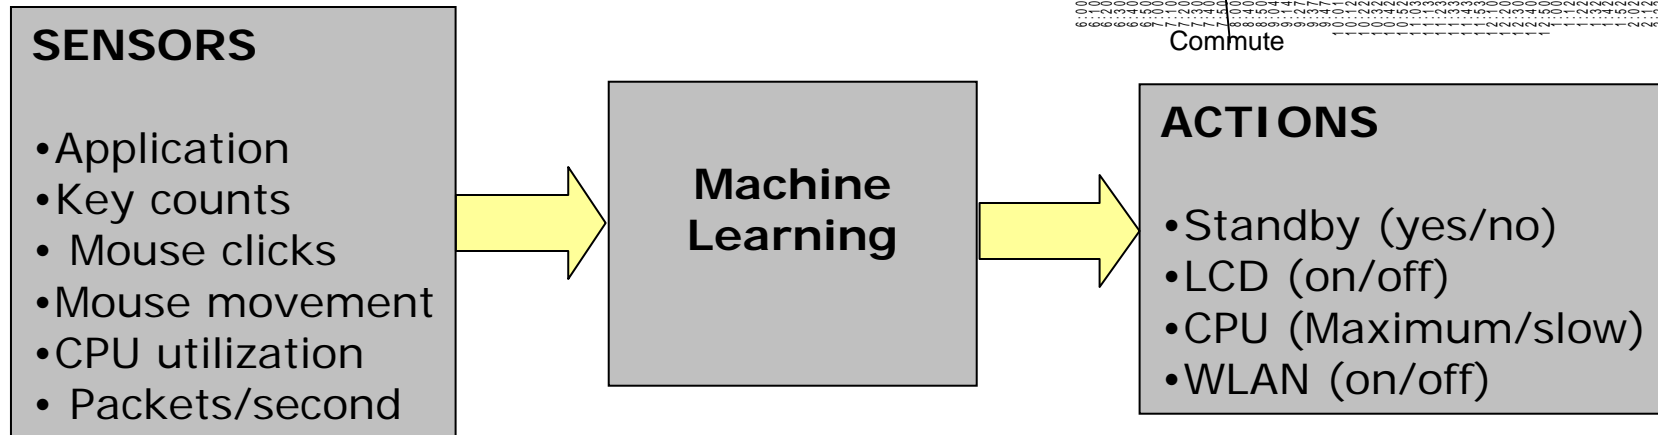 Commute
SENSORS
•Application
•Key counts
• Mouse clicks
•Mouse movement
•CPU utilization
• Packets/second
Machine
Learning
ACTIONS
•Standby (yes/no)
•LCD (on/off)
•CPU (Maximum/slow)
•WLAN (on/off)